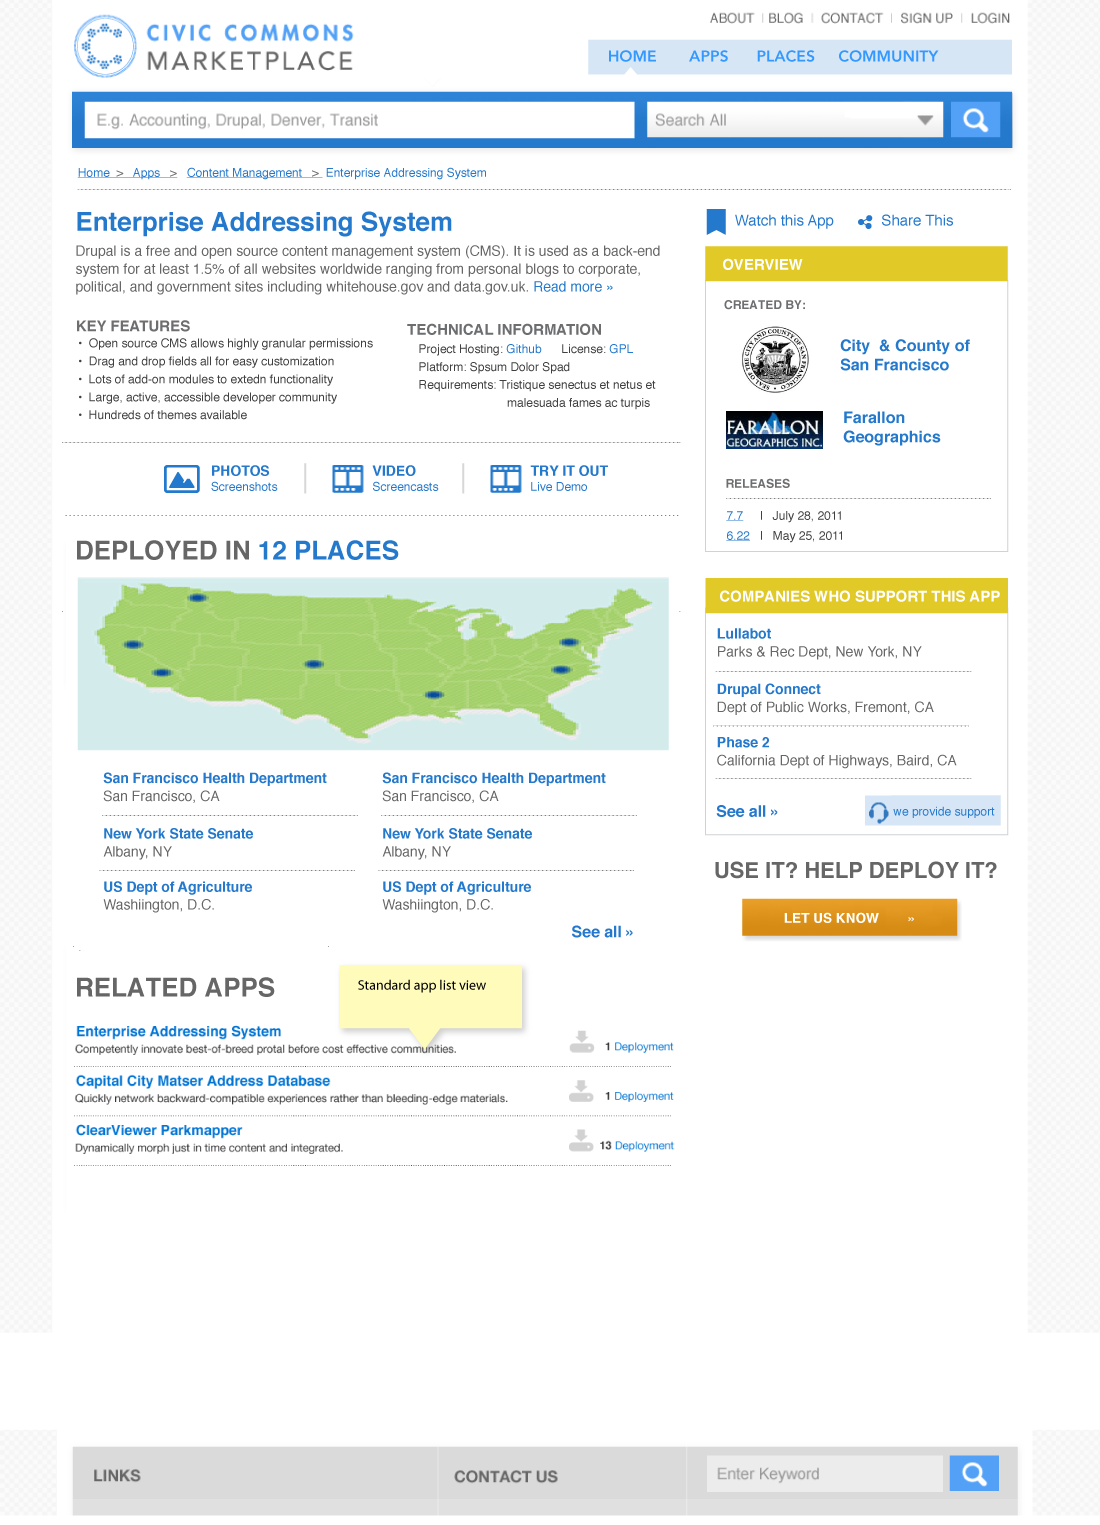 CIVIC COMMONS
MARKETPLACE
ABOUT | BLOG | CONTACT | SIGN UP | LOGIN
HOME APPS PLACES COMMUNITY
E.g. Accounting, Drupal, Denver, Transit
Search All
Home > Apps > Content Management > Enterprise Addressing System
Enterprise Addressing System
Drupal is a free and open source content management system (CMS). It is used as a back-end
system for at least 1.5% of all websites worldwide ranging from personal blogs to corporate,
political, and government sites including whitehouse.gov and data.gov.uk. Read more »
KEY FEATURES
• Open source CMS allows highly granular permissions
• Drag and drop fields all for easy customization
• Lots of add-on modules to extedn functionality
• Large, active, accessible developer community
• Hundreds of themes available
TECHNICAL INFORMATION
Project Hosting: Github License: GPL
Platform: Spsum Dolor Spad
Requirements: Tristique senectus et netus et
malesuada fames ac turpis
PHOTOS
Screenshots
VIDEO
Screencasts
TRY IT OUT
Live Demo
DEPLOYED IN 12 PLACES
San Francisco Health Department
San Francisco, CA
New York State Senate
Albany, NY
US Dept of Agriculture
Washiington, D.C.
San Francisco Health Department
San Francisco, CA
New York State Senate
Albany, NY
US Dept of Agriculture
Washiington, D.C.
See all »
RELATED APPS
Standard app list view
Enterprise Addressing System
Competently innovate best-of-breed protal before cost effective communities.
1 Deployment
Capital City Matser Address Database
Quickly network backward-compatible experiences rather than bleeding-edge materials.
1 Deployment
ClearViewer Parkmapper
Dynamically morph just in time content and integrated.
13 Deployment
Watch this App Share This
OVERVIEW
CREATED BY:
SEAL OF THE CITY AND COUNTY OF SAN FRANCISCO
City & County of
San Francisco
FARALLON
GEOGRAPHICS INC.
Farallon
Geographics
RELEASES
7.7 | July 28, 2011
6.22 | May 25, 2011
COMPANIES WHO SUPPORT THIS APP
Lullabot
Parks & Rec Dept, New York, NY
Drupal Connect
Dept of Public Works, Fremont, CA
Phase 2
California Dept of Highways, Baird, CA
See all »
we provide support
USE IT? HELP DEPLOY IT?
LET US KNOW »
LINKS
CONTACT US
Enter Keyword